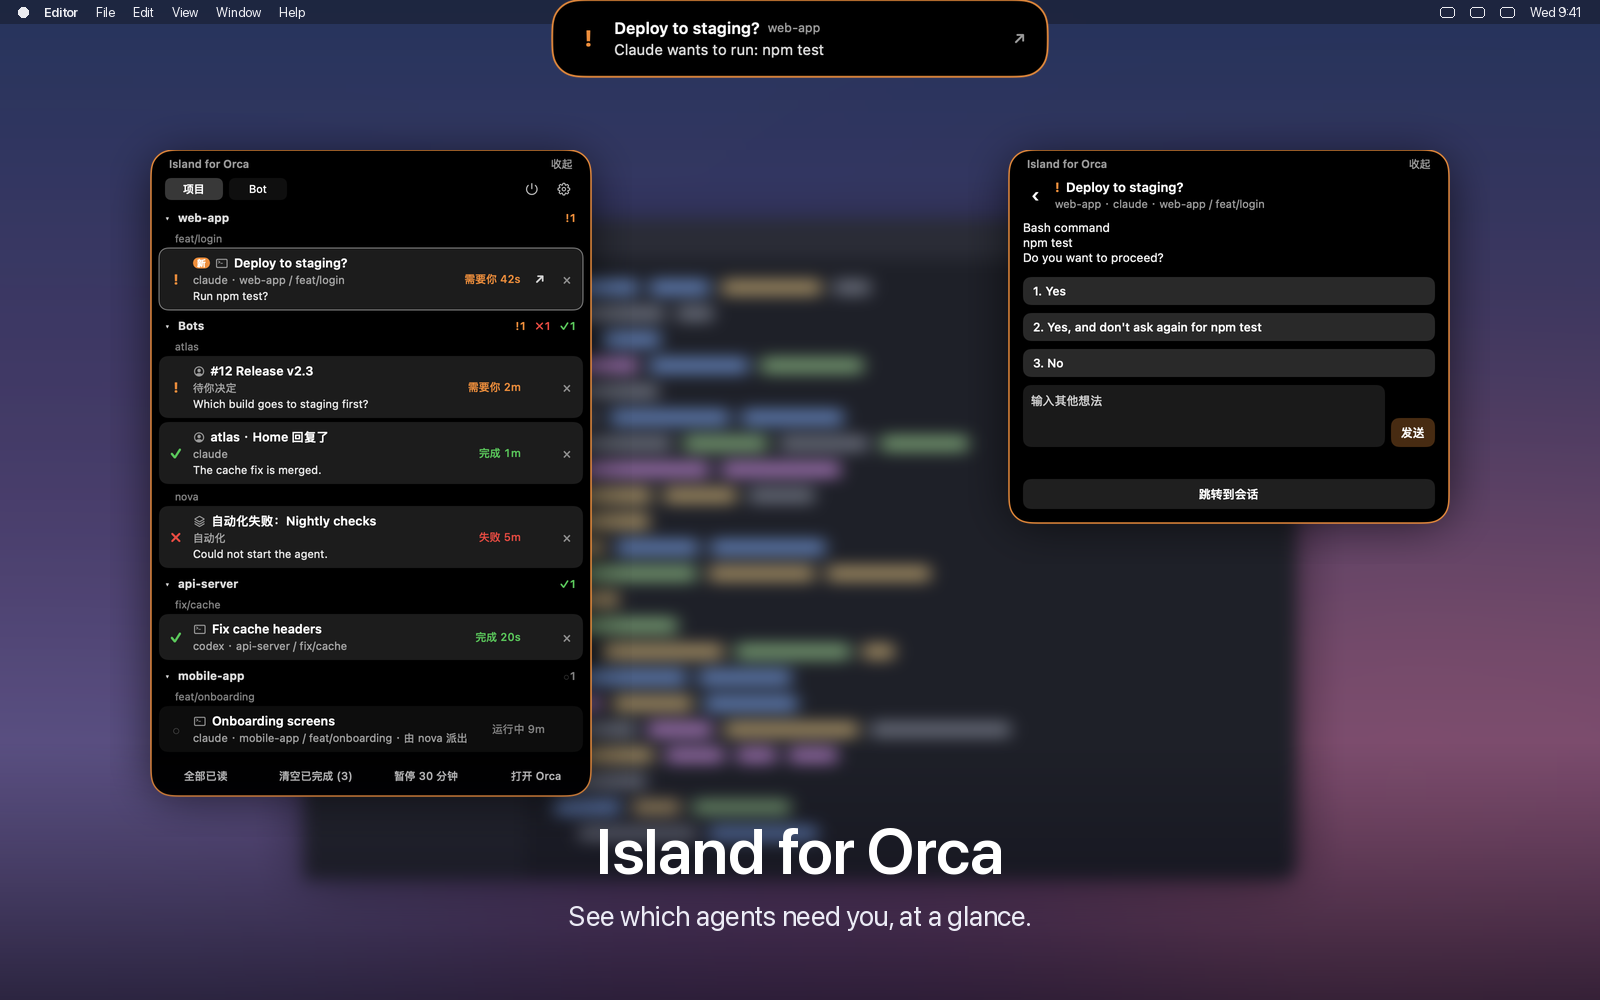 Editor File Edit View Window Help
Wed 9:41
! Deploy to staging? web-app
Claude wants to run: npm test
Island for Orca 收起
项目 Bot
web-app !1
feat/login
! 新 Deploy to staging?
claude · web-app / feat/login 需要你 42s
Run npm test?
Bots !1 ×1 ✓1
atlas
! #12 Release v2.3
待你决定 需要你 2m
Which build goes to staging first?
atlas · Home 回复了
claude 完成 1m
The cache fix is merged.
nova
自动化失败：Nightly checks
自动化 失败 5m
Could not start the agent.
api-server ✓1
fix/cache
Fix cache headers
codex · api-server / fix/cache 完成 20s
mobile-app ○1
feat/onboarding
Onboarding screens
claude · mobile-app / feat/onboarding · 由 nova 派出 运行中 9m
全部已读 清空已完成 (3) 暂停 30 分钟 打开 Orca
Island for Orca 收起
! Deploy to staging?
web-app · claude · web-app / feat/login
Bash command
npm test
Do you want to proceed?
1. Yes
2. Yes, and don't ask again for npm test
3. No
输入其他想法
发送
跳转到会话
Island for Orca
See which agents need you, at a glance.